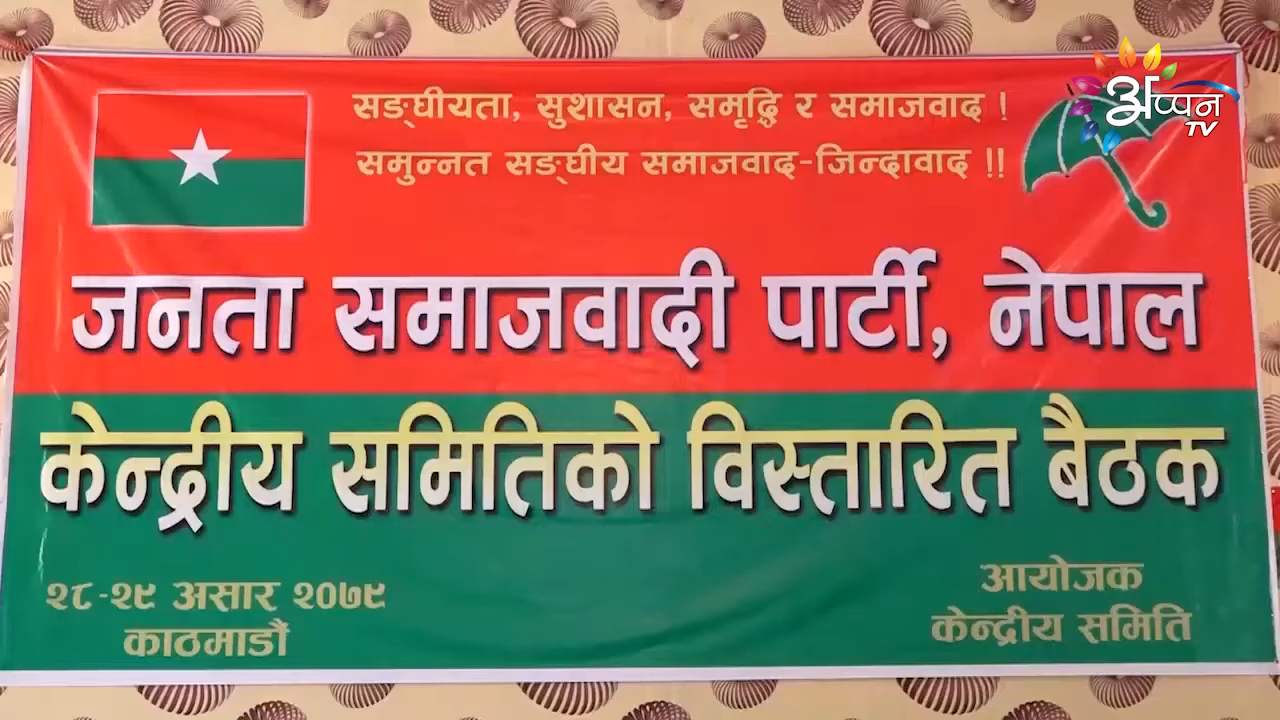 सङ्घीयता, सुशासन, समृद्धि र समाजवाद !
समुन्नत सङ्घीय समाजवाद-जिन्दावाद !!
अप्पन
TV
जनता समाजवादी पार्टी, नेपाल
केन्द्रीय समितिको विस्तारित बैठक
२८-२९ असार २०७९
काठमाडौं
आयोजक
केन्द्रीय समिति